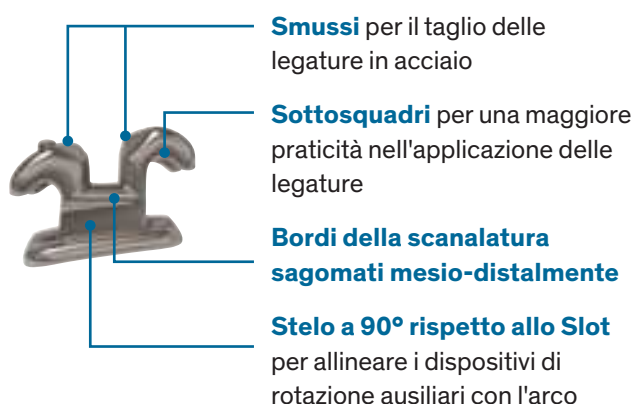 Smussi per il taglio delle
legature in acciaio
Sottosquadri per una maggiore
praticità nell'applicazione delle
legature
Bordi della scanalatura
sagomati mesio-distalmente
Stelo a 90° rispetto allo Slot
per allineare i dispositivi di
rotazione ausiliari con l'arco